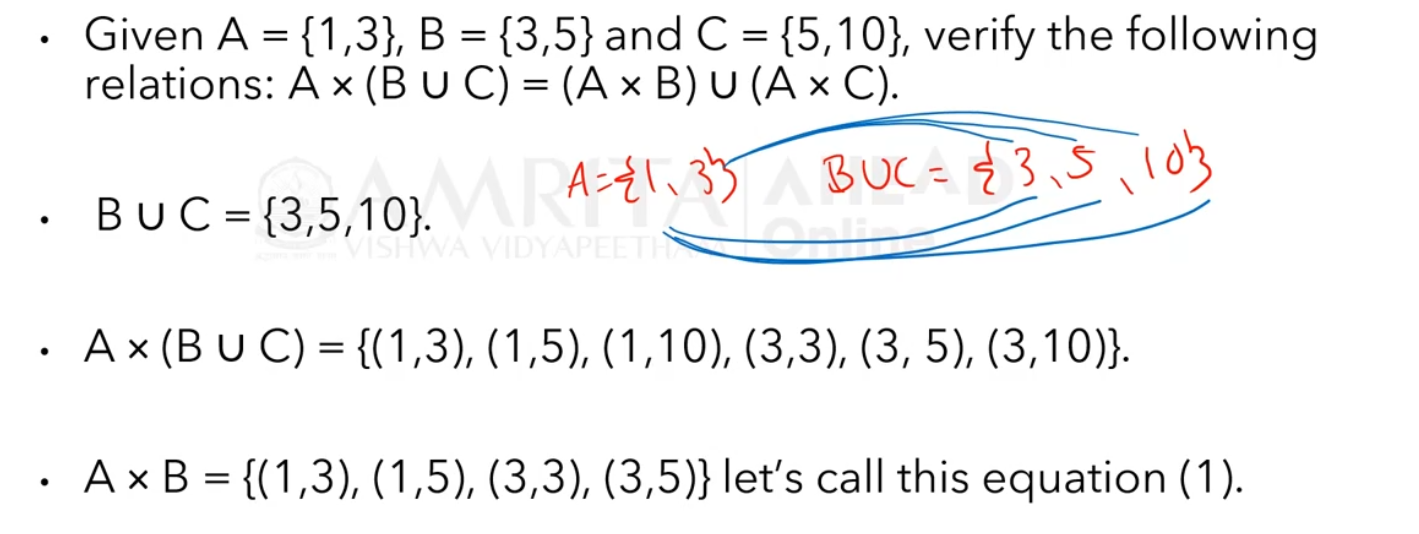 • Given A = {1,3}, B = {3,5} and C = {5,10}, verify the following
relations: A × (B ∪ C) = (A × B) ∪ (A × C).
A={1, 3} B∪C = {3, 5, 10}
AMRITA AHEAD
• B ∪ C = {3,5,10}.
VISHWA VIDYAPEETHAM Online
• A × (B ∪ C) = {(1,3), (1,5), (1,10), (3,3), (3, 5), (3,10)}.
• A × B = {(1,3), (1,5), (3,3), (3,5)} let's call this equation (1).